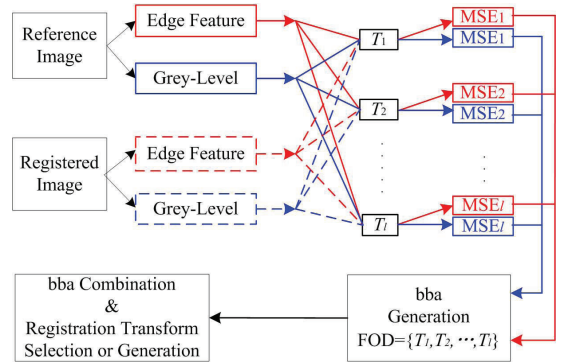 Reference
Image
Edge Feature
Grey-Level
Registered
Image
Edge Feature
Grey-Level
T1
T2
Tl
MSE1
MSE1
MSE2
MSE2
MSEl
MSEl
bba Combination
&
Registration Transform
Selection or Generation
bba
Generation
FOD={T1,T2,⋯,Tl}